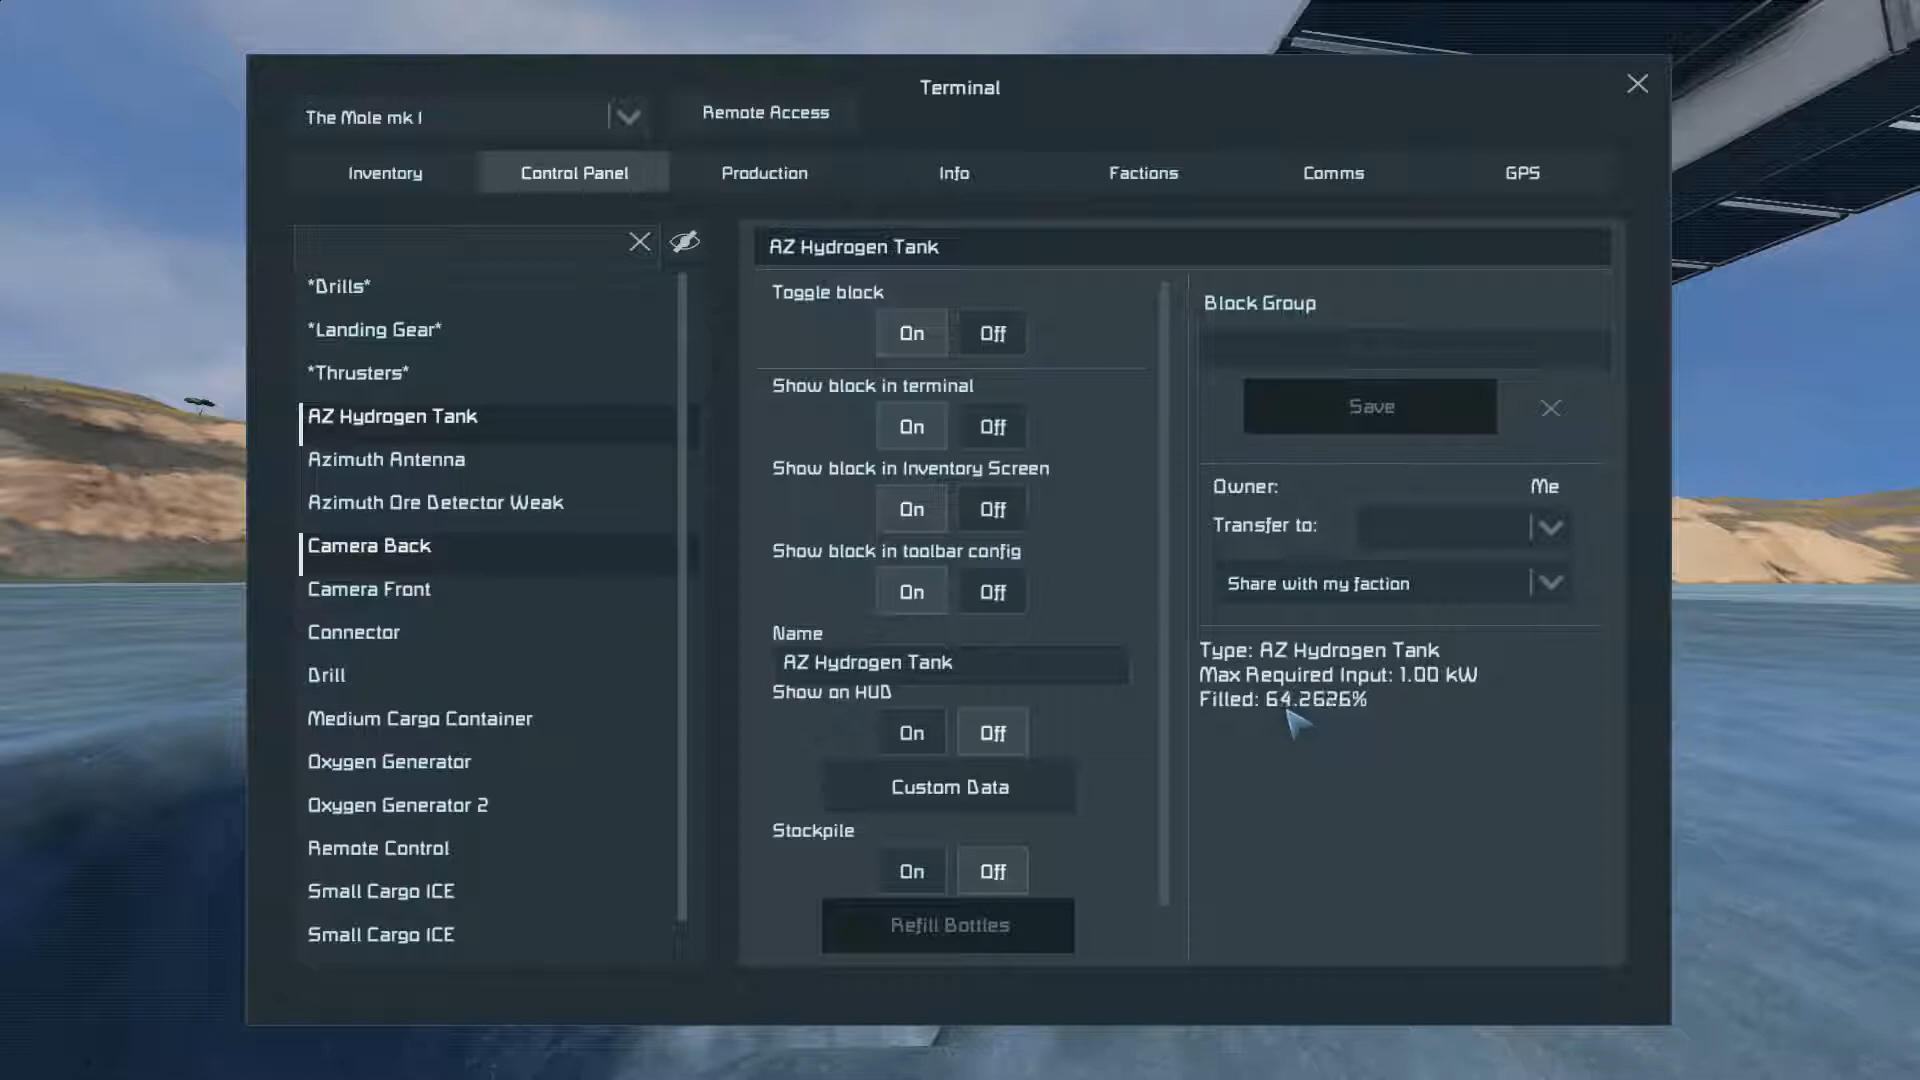 Terminal
The Mole mk I
Remote Access
Inventory
Control Panel
Production
Info
Factions
Comms
GPS
*Drills*
*Landing Gear*
*Thrusters*
AZ Hydrogen Tank
Azimuth Antenna
Azimuth Ore Detector Weak
Camera Back
Camera Front
Connector
Drill
Medium Cargo Container
Oxygen Generator
Oxygen Generator 2
Remote Control
Small Cargo ICE
Small Cargo ICE
AZ Hydrogen Tank
Toggle block
On Off
Show block in terminal
On Off
Show block in Inventory Screen
On Off
Show block in toolbar config
On Off
Name
AZ Hydrogen Tank
Show on HUD
On Off
Custom Data
Stockpile
On Off
Refill Bottles
Block Group
Save
Owner: Me
Transfer to:
Share with my faction
Type: AZ Hydrogen Tank
Max Required Input: 1.00 kW
Filled: 64.2626%